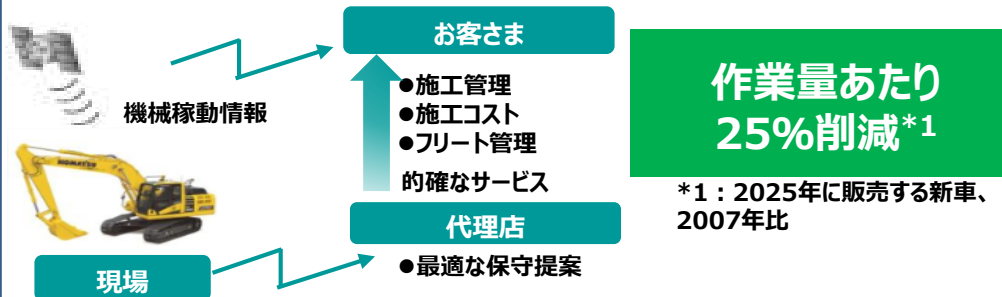 お客さま
機械稼動情報
●施工管理
●施工コスト
●フリート管理
的確なサービス
KOMATSU
代理店
現場
●最適な保守提案
作業量あたり
25%削減*1
*1：2025年に販売する新車、
2007年比